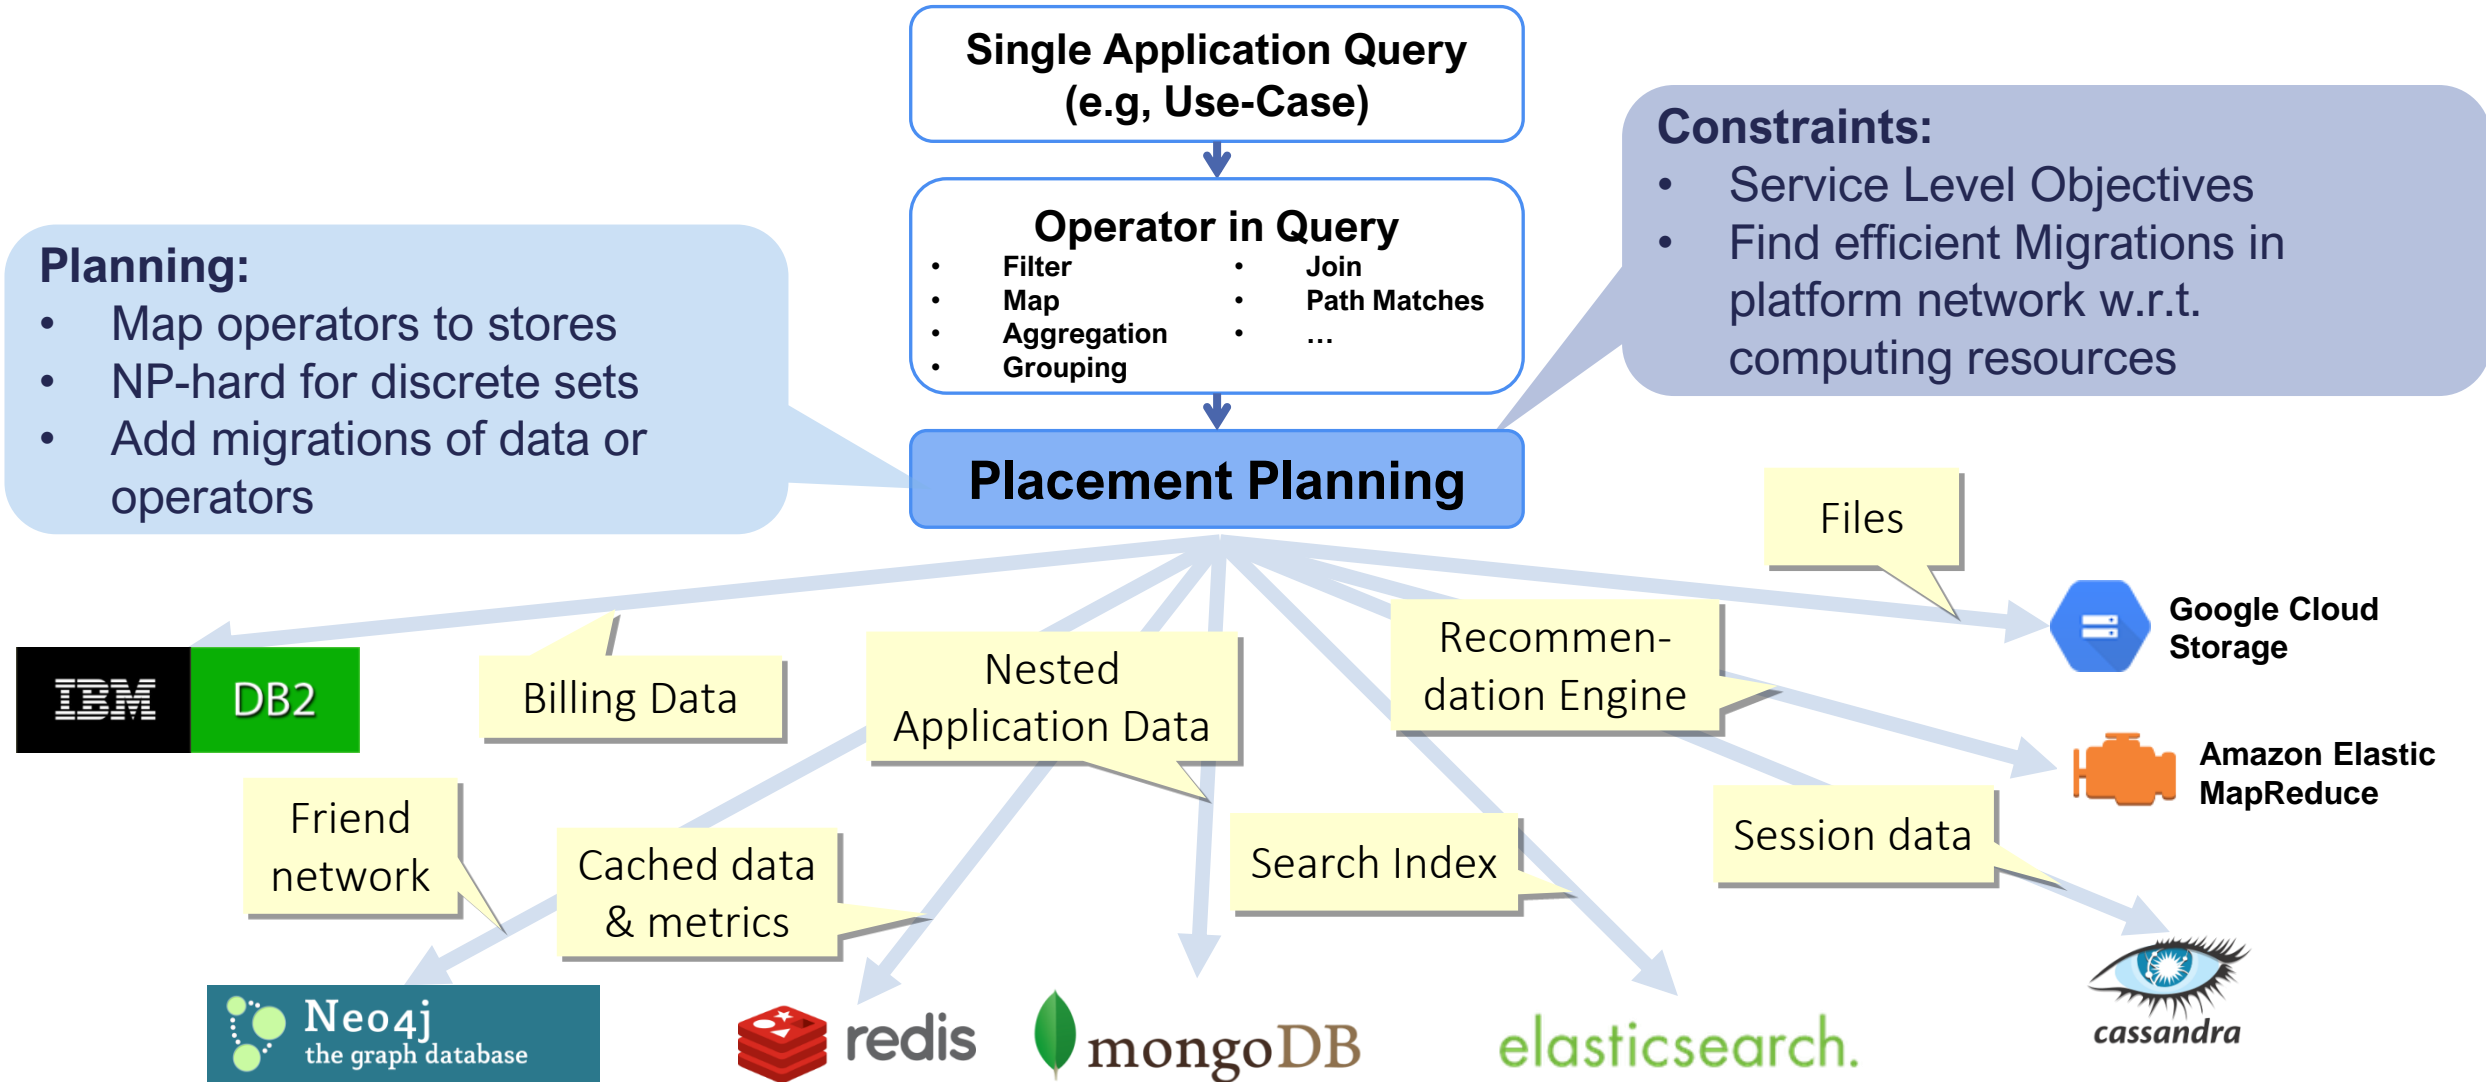 Single Application Query
(e.g, Use-Case)
Operator in Query
• Filter
• Map
• Aggregation
• Grouping
• Join
• Path Matches
• ...
Planning:
• Map operators to stores
• NP-hard for discrete sets
• Add migrations of data or
operators
Constraints:
• Service Level Objectives
• Find efficient Migrations in
platform network w.r.t.
computing resources
Placement Planning
Files
Google Cloud
Storage
Recommen-
dation Engine
Nested
Application Data
Billing Data
IBM DB2
Amazon Elastic
MapReduce
Friend
network
Cached data
& metrics
Search Index
Session data
Neo4j
the graph database
redis
mongoDB
elasticsearch.
cassandra